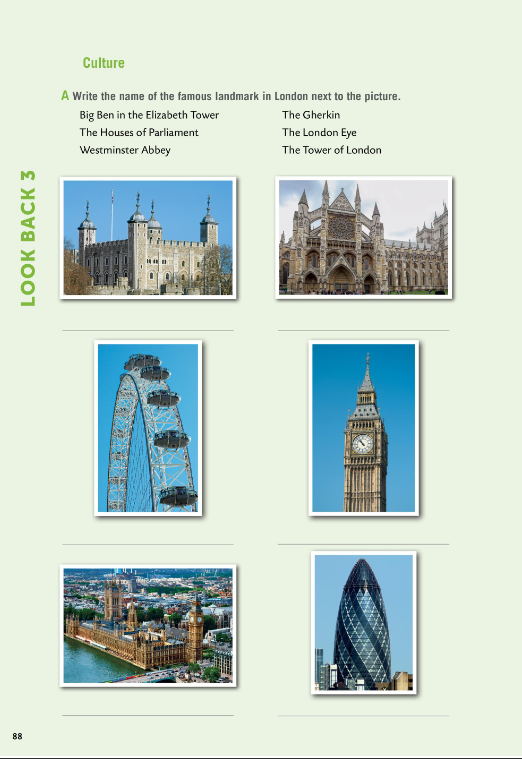 Culture
A Write the name of the famous landmark in London next to the picture.
Big Ben in the Elizabeth Tower
The Houses of Parliament
Westminster Abbey
The Gherkin
The London Eye
The Tower of London
LOOK BACK 3
88